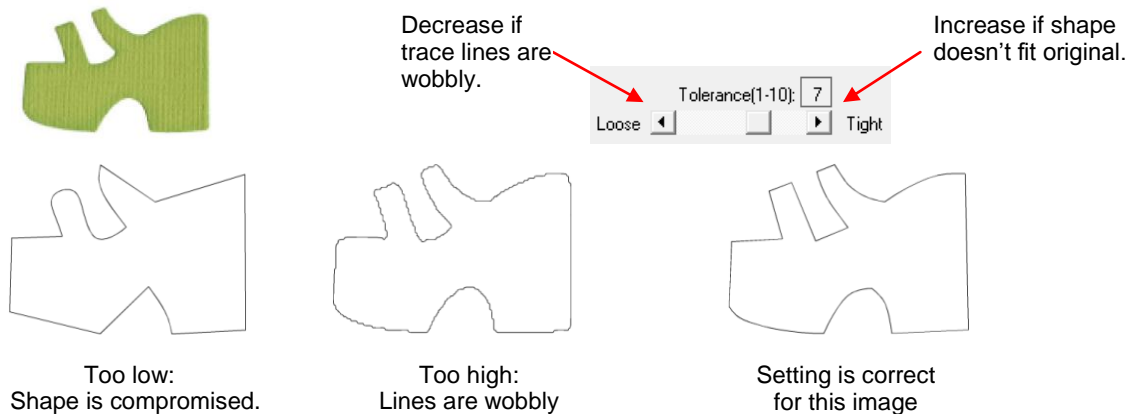 Decrease if
trace lines are
wobbly.
Increase if shape
doesn’t fit original.
Tolerance(1-10): 7
Loose Tight
Too low:
Shape is compromised.
Too high:
Lines are wobbly
Setting is correct
for this image